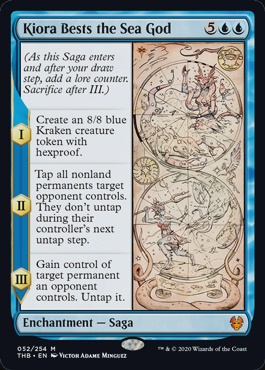 Kiora Bests the Sea God 5
(As this Saga enters
and after your draw
step, add a lore counter.
Sacrifice after III.)
I
Create an 8/8 blue
Kraken creature
token with
hexproof.
II
Tap all nonland
permanents target
opponent controls.
They don't untap
during their
controller's next
untap step.
III
Gain control of
target permanent
an opponent
controls. Untap it.
Enchantment — Saga
052/254 M
THB • EN VICTOR ADAME MINGUEZ
™ & © 2020 Wizards of the Coast